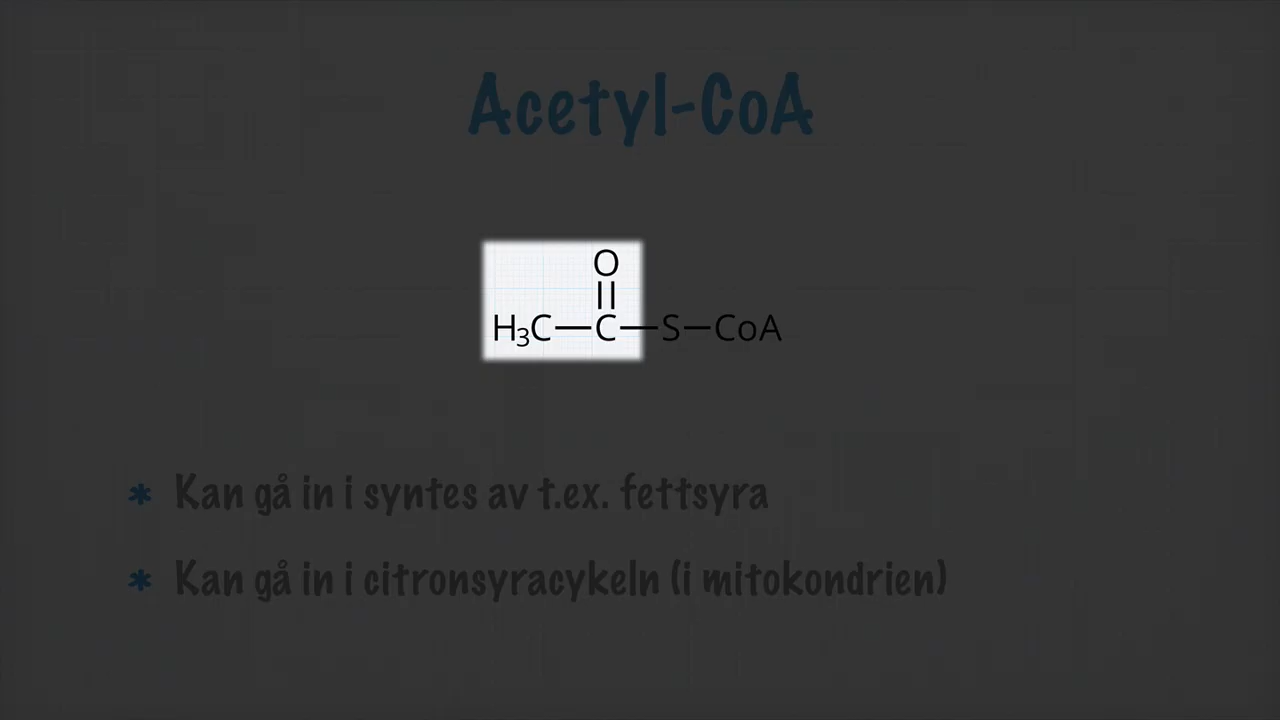 Acetyl-CoA
O
H₃C—C—S—CoA
* Kan gå in i syntes av t.ex. fettsyra
* Kan gå in i citronsyracykeln (i mitokondrien)